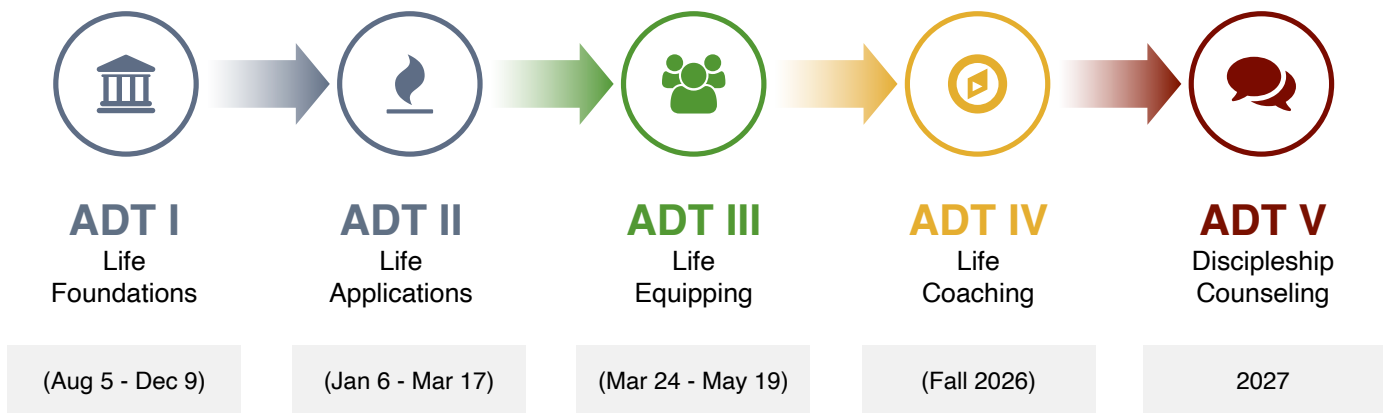 ADT I
Life
Foundations
(Aug 5 - Dec 9)
ADT II
Life
Applications
(Jan 6 - Mar 17)
ADT III
Life
Equipping
(Mar 24 - May 19)
ADT IV
Life
Coaching
(Fall 2026)
ADT V
Discipleship
Counseling
2027